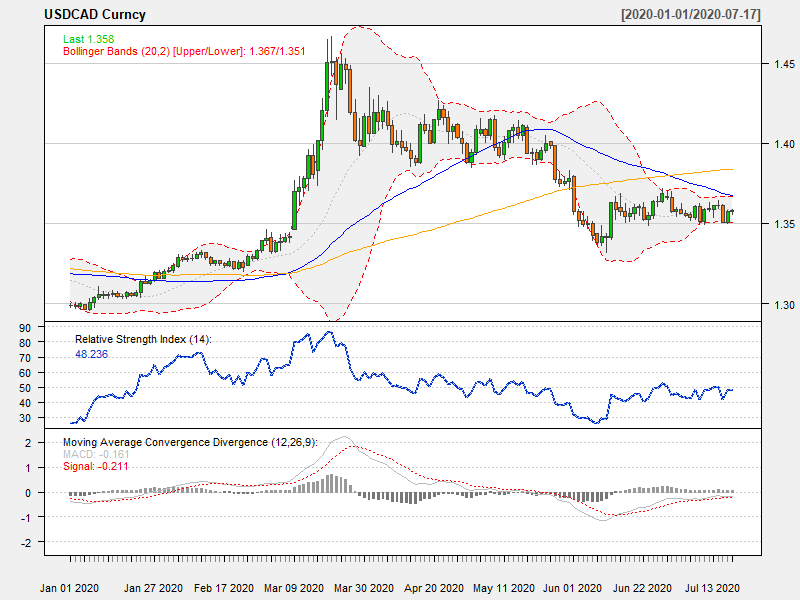 USDCAD Curncy [2020-01-01/2020-07-17]
Last 1.358
Bollinger Bands (20,2) [Upper/Lower]: 1.367/1.351
1.45
1.40
1.35
1.30
Relative Strength Index (14):
48.236
90
80
70
60
50
40
30
Moving Average Convergence Divergence (12,26,9):
MACD: -0.161
Signal: -0.211
2
1
0
-1
-2
Jan 01 2020 Jan 27 2020 Feb 17 2020 Mar 09 2020 Mar 30 2020 Apr 20 2020 May 11 2020 Jun 01 2020 Jun 22 2020 Jul 13 2020